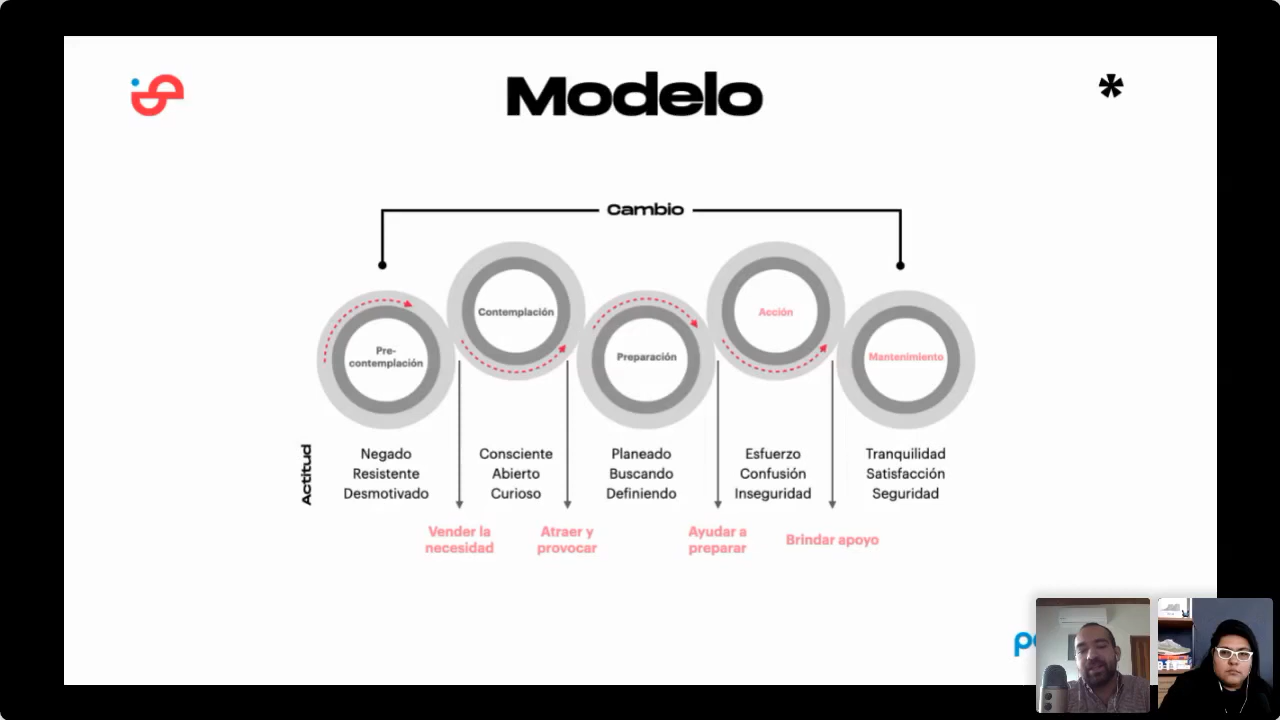 Modelo
*
Cambio
Pre-
contemplación
Contemplación
Preparación
Acción
Mantenimiento
Actitud
Negado
Resistente
Desmotivado
Consciente
Abierto
Curioso
Planeado
Buscando
Definiendo
Esfuerzo
Confusión
Inseguridad
Tranquilidad
Satisfacción
Seguridad
Vender la
necesidad
Atraer y
provocar
Ayudar a
preparar
Brindar apoyo